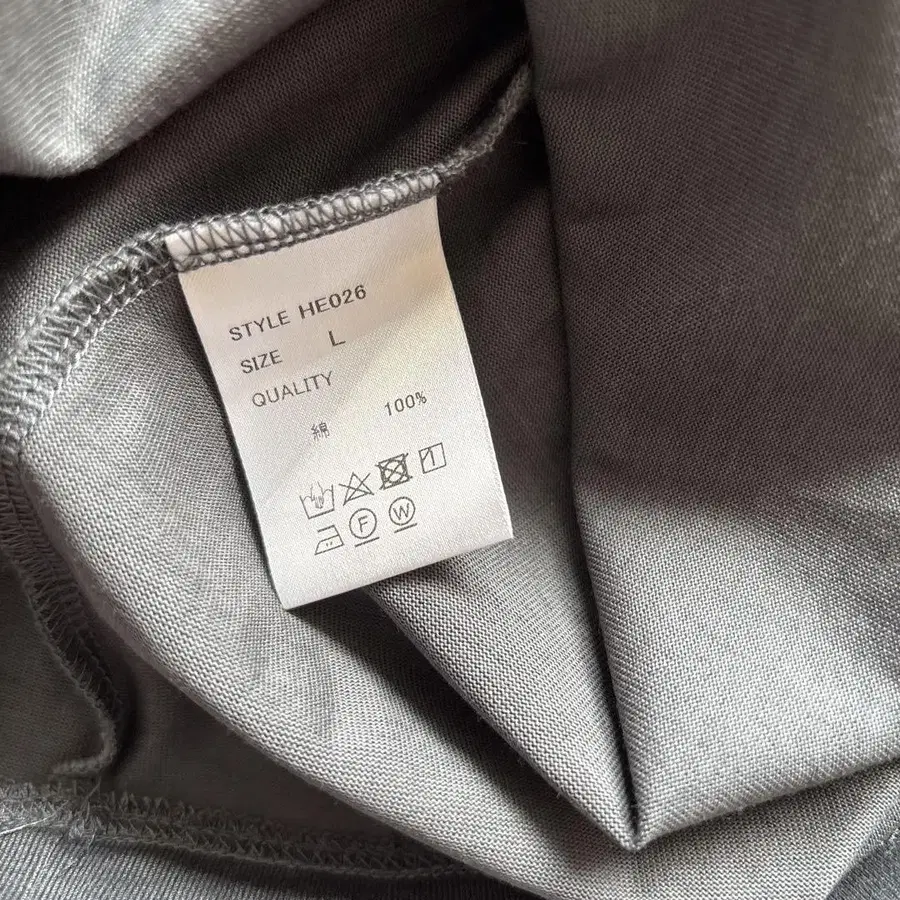 STYLE HE026
SIZE L
QUALITY
綿 100%
F W